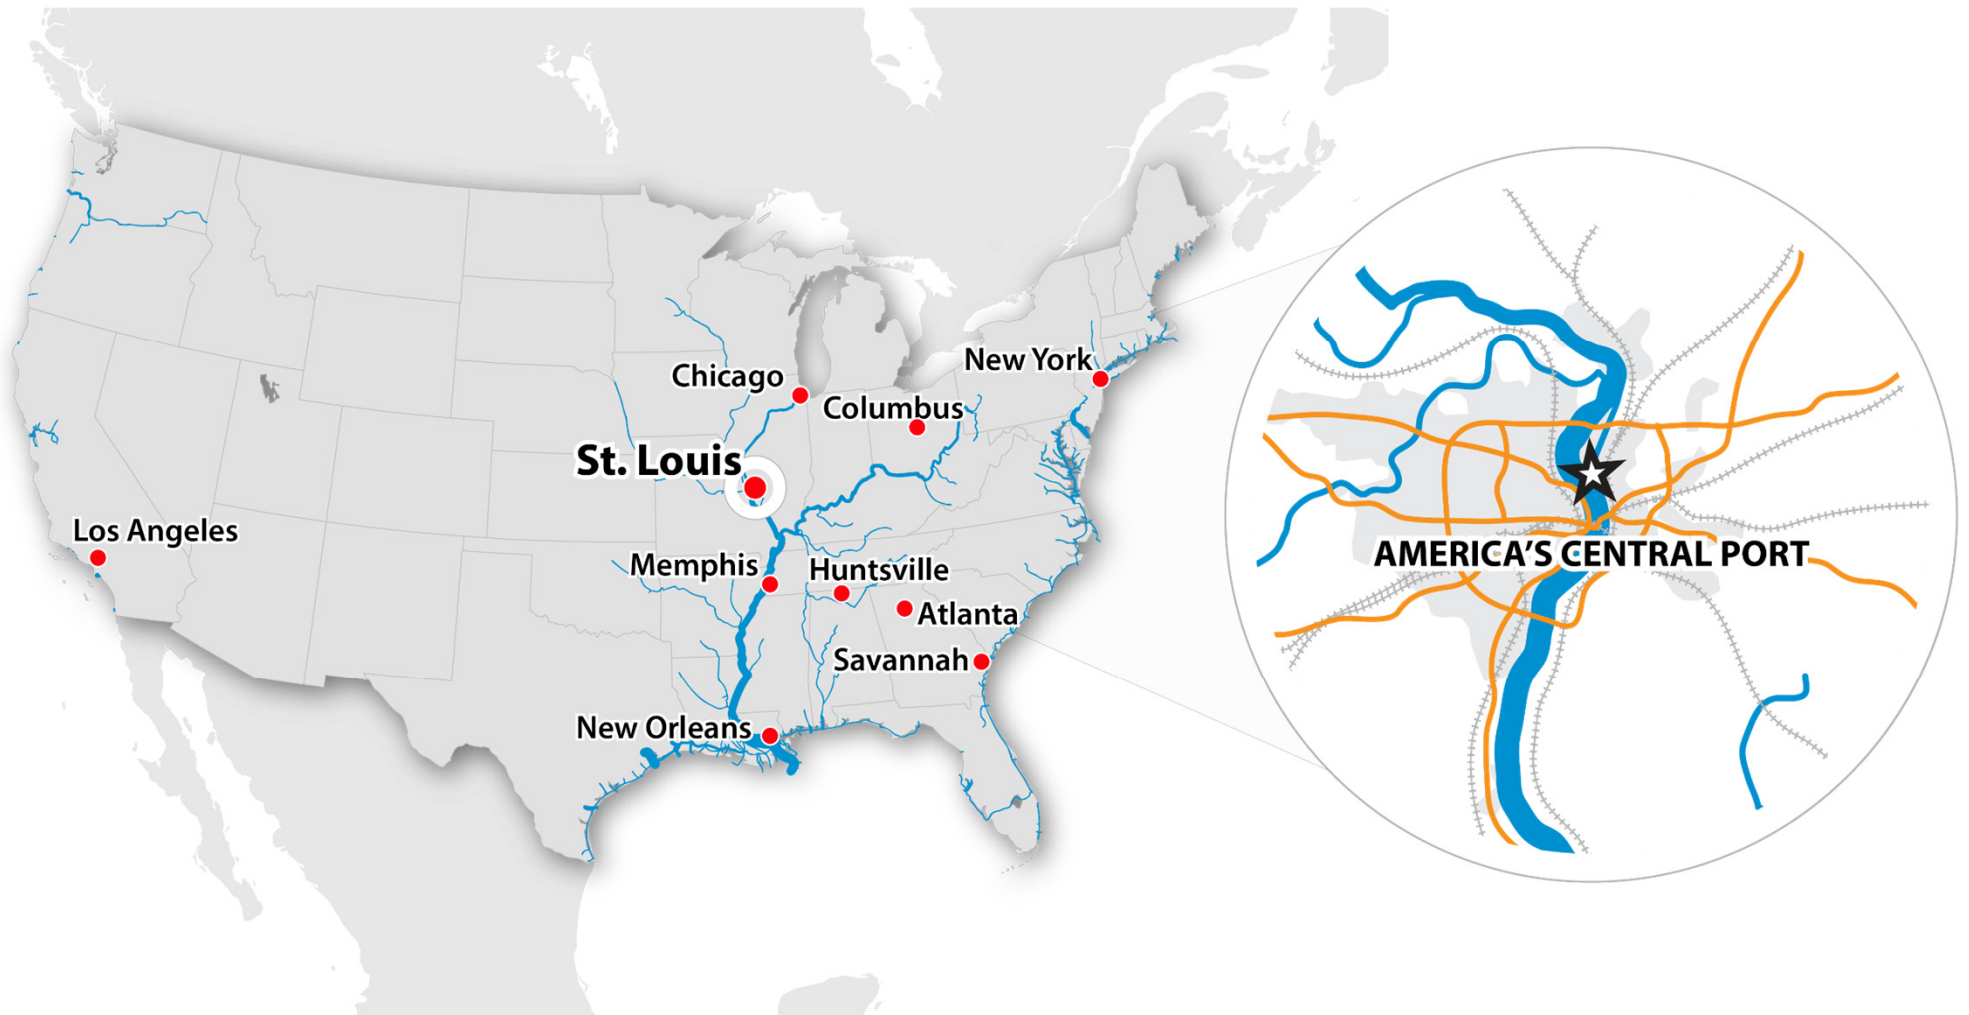 New York
Chicago
Columbus
St. Louis
Los Angeles
Memphis
Huntsville
Atlanta
Savannah
New Orleans
AMERICA'S CENTRAL PORT